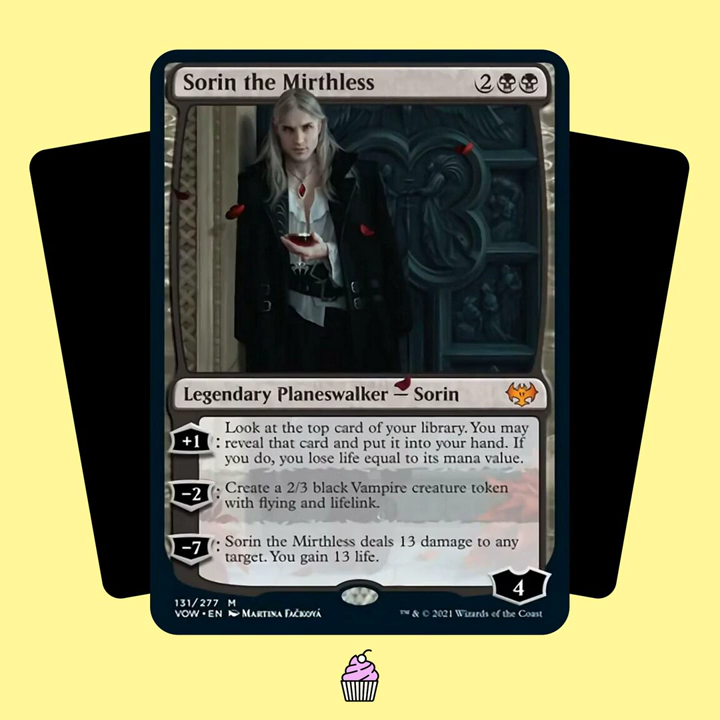 Sorin the Mirthless 2
Legendary Planeswalker — Sorin
+1: Look at the top card of your library. You may
reveal that card and put it into your hand. If
you do, you lose life equal to its mana value.
−2: Create a 2/3 black Vampire creature token
with flying and lifelink.
−7: Sorin the Mirthless deals 13 damage to any
target. You gain 13 life.
4
131/277 M
VOW • EN Martina Fačková
™ & © 2021 Wizards of the Coast